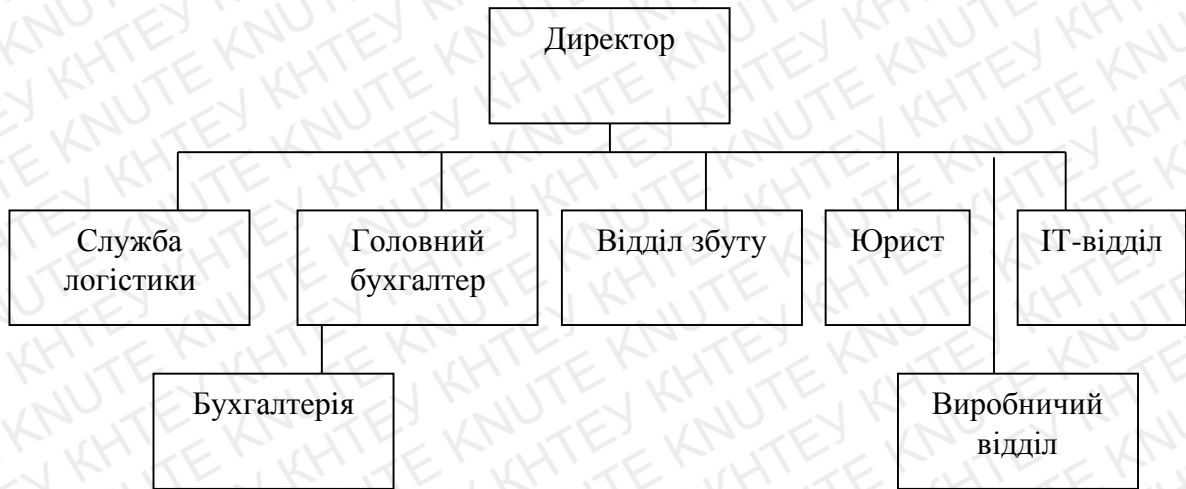 Директор
Служба
логістики
Головний
бухгалтер
Відділ збуту
Юрист
ІТ-відділ
Бухгалтерія
Виробничий
відділ